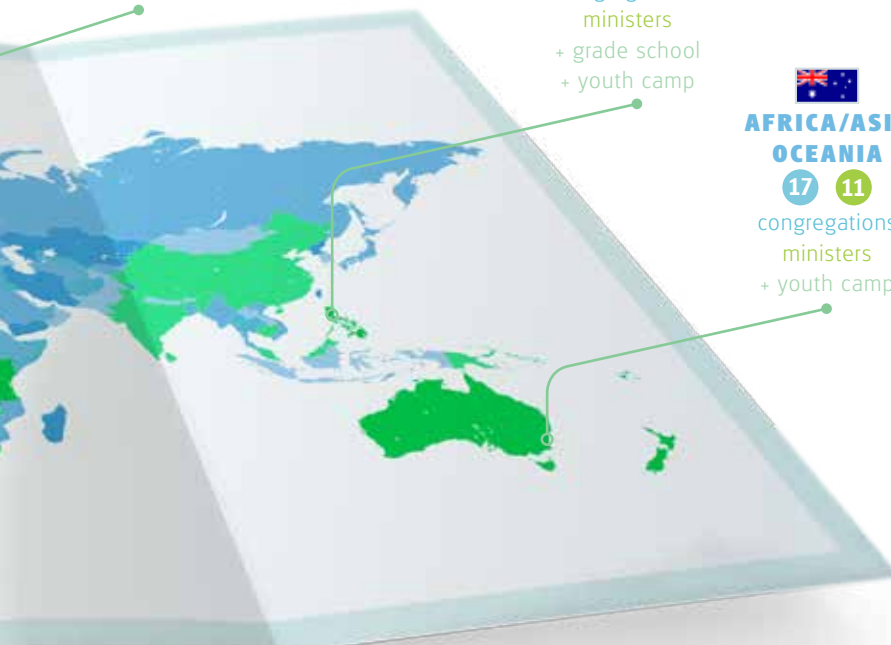 ministers
+ grade school
+ youth camp
AFRICA/ASI
OCEANIA
17 11
congregations
ministers
+ youth camp